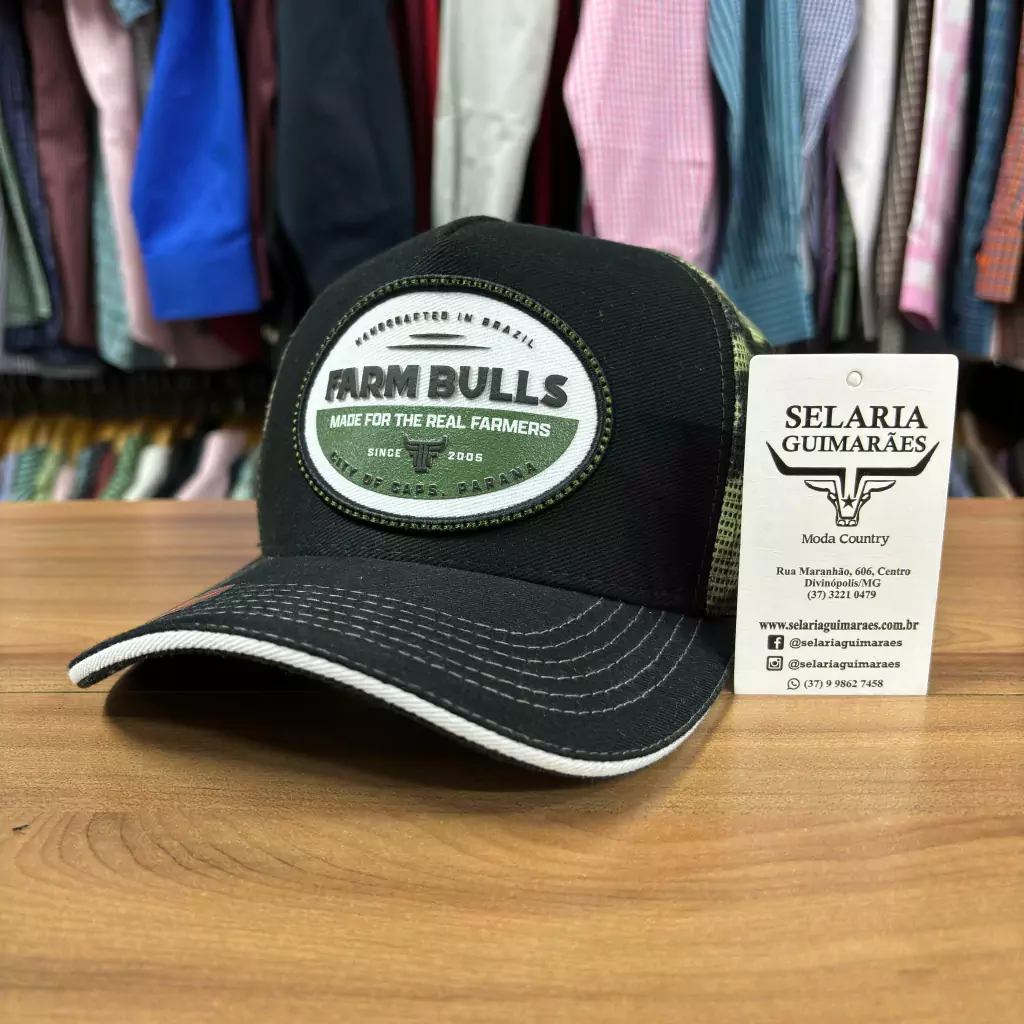 HANDCRAFTED IN BRAZIL
FARM BULLS
MADE FOR THE REAL FARMERS
SINCE 2005
CITY OF CAPS, PARANA
SELARIA
GUIMARÃES
Moda Country
Rua Maranhão, 606, Centro
Divinópolis/MG
(37) 3221 0479
www.selariaguimaraes.com.br
@selariaguimaraes
@selariaguimaraes
(37) 9 9862 7458